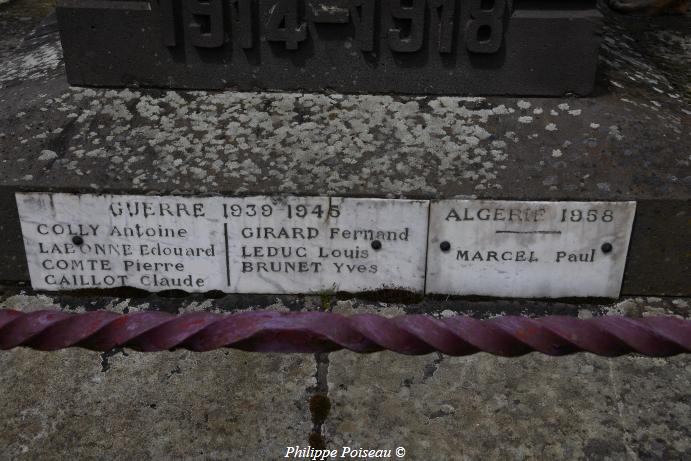 1914-1918
GUERRE 1939 1945
COLLY Antoine
LABONNE Edouard
COMTE Pierre
CAILLOT Claude
GIRARD Fernand
LEDUC Louis
BRUNET Yves
ALGERIE 1958
MARCEL Paul
Philippe Poiseau ©